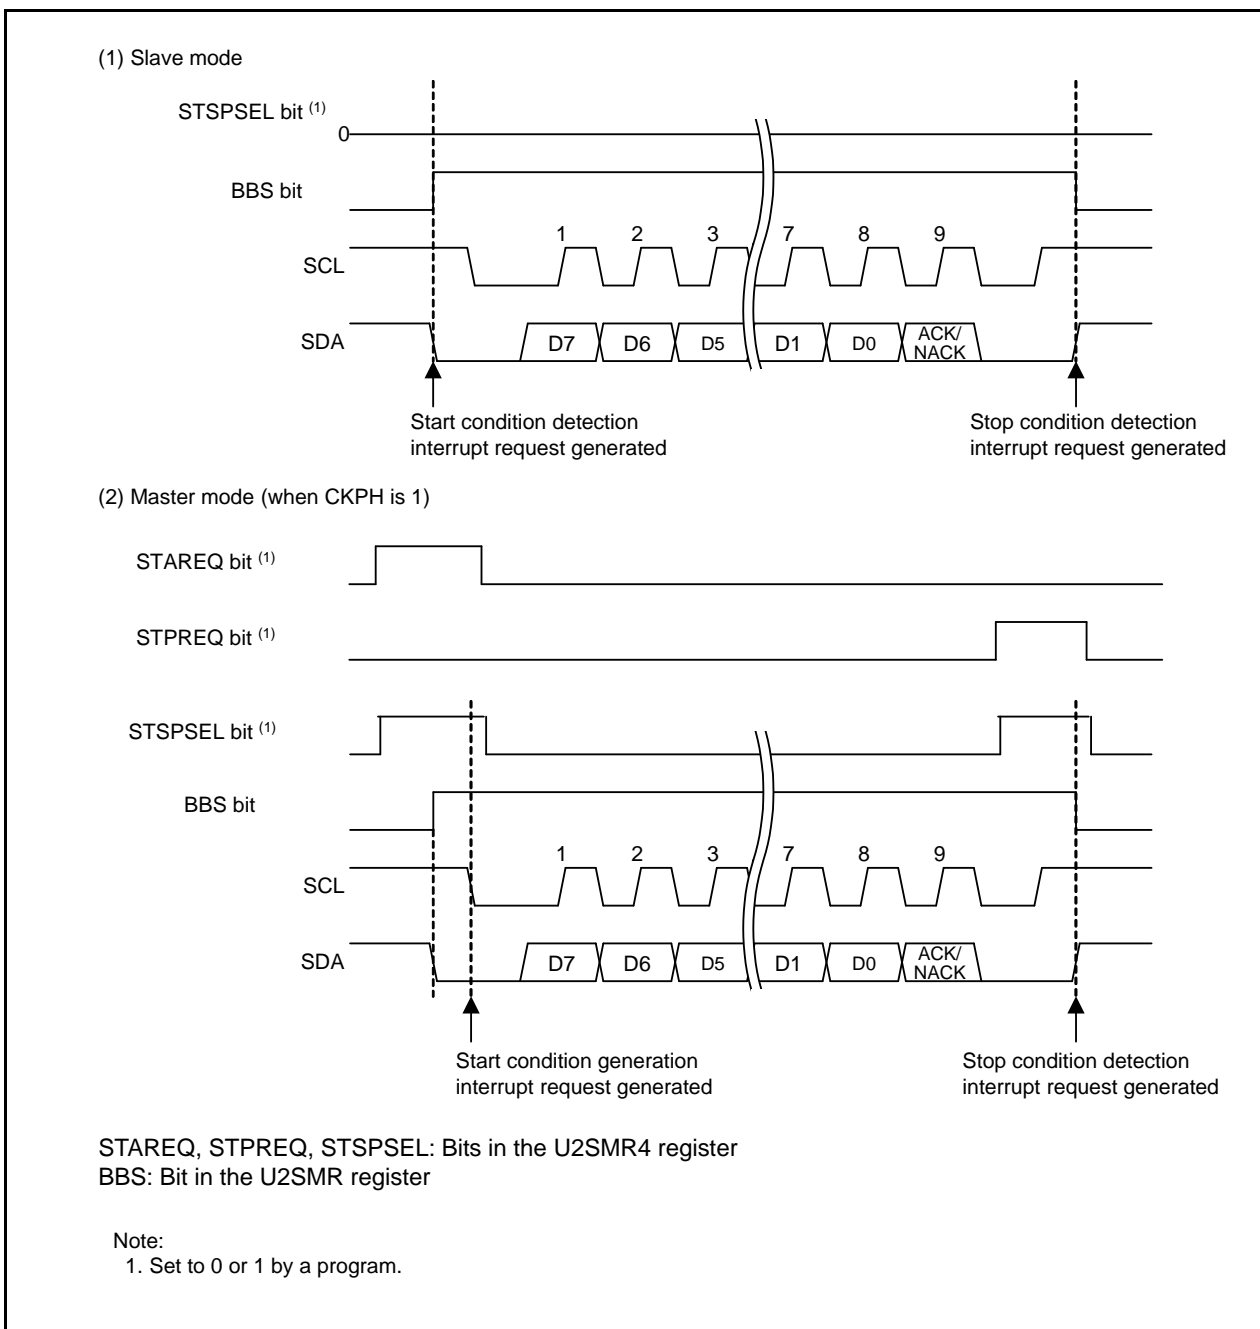 (1) Slave mode
STSPSEL bit (1)
0
BBS bit
1 2 3 7 8 9
SCL
SDA
D7 D6 D5 D1 D0 ACK/
NACK
Start condition detection
interrupt request generated
Stop condition detection
interrupt request generated
(2) Master mode (when CKPH is 1)
STAREQ bit (1)
STPREQ bit (1)
STSPSEL bit (1)
BBS bit
1 2 3 7 8 9
SCL
SDA
D7 D6 D5 D1 D0 ACK/
NACK
Start condition generation
interrupt request generated
Stop condition detection
interrupt request generated
STAREQ, STPREQ, STSPSEL: Bits in the U2SMR4 register
BBS: Bit in the U2SMR register
Note:
1. Set to 0 or 1 by a program.